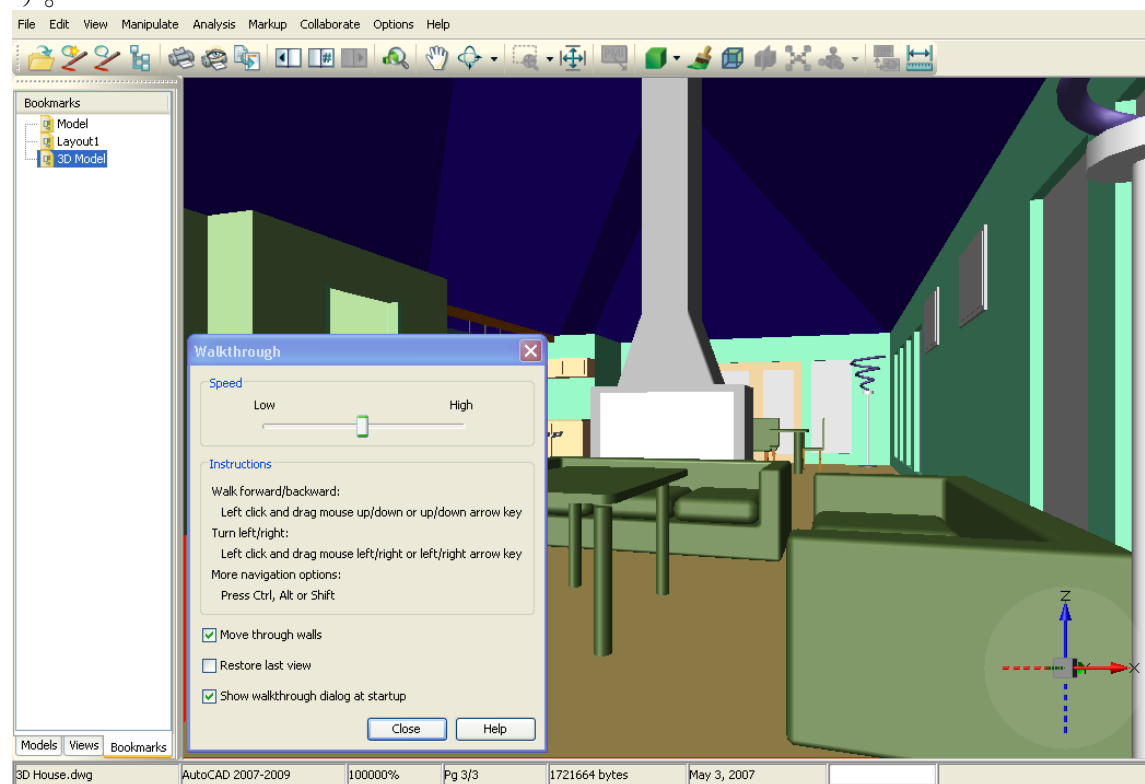 す。
File Edit View Manipulate Analysis Markup Collaborate Options Help
Bookmarks
Model
Layout1
3D Model
Walkthrough
Speed
Low High
Instructions
Walk forward/backward:
Left click and drag mouse up/down or up/down arrow key
Turn left/right:
Left click and drag mouse left/right or left/right arrow key
More navigation options:
Press Ctrl, Alt or Shift
Move through walls
Restore last view
Show walkthrough dialog at startup
Close Help
Z
Y X
Models Views Bookmarks
3D House.dwg AutoCAD 2007-2009 100000% Pg 3/3 1721664 bytes May 3, 2007